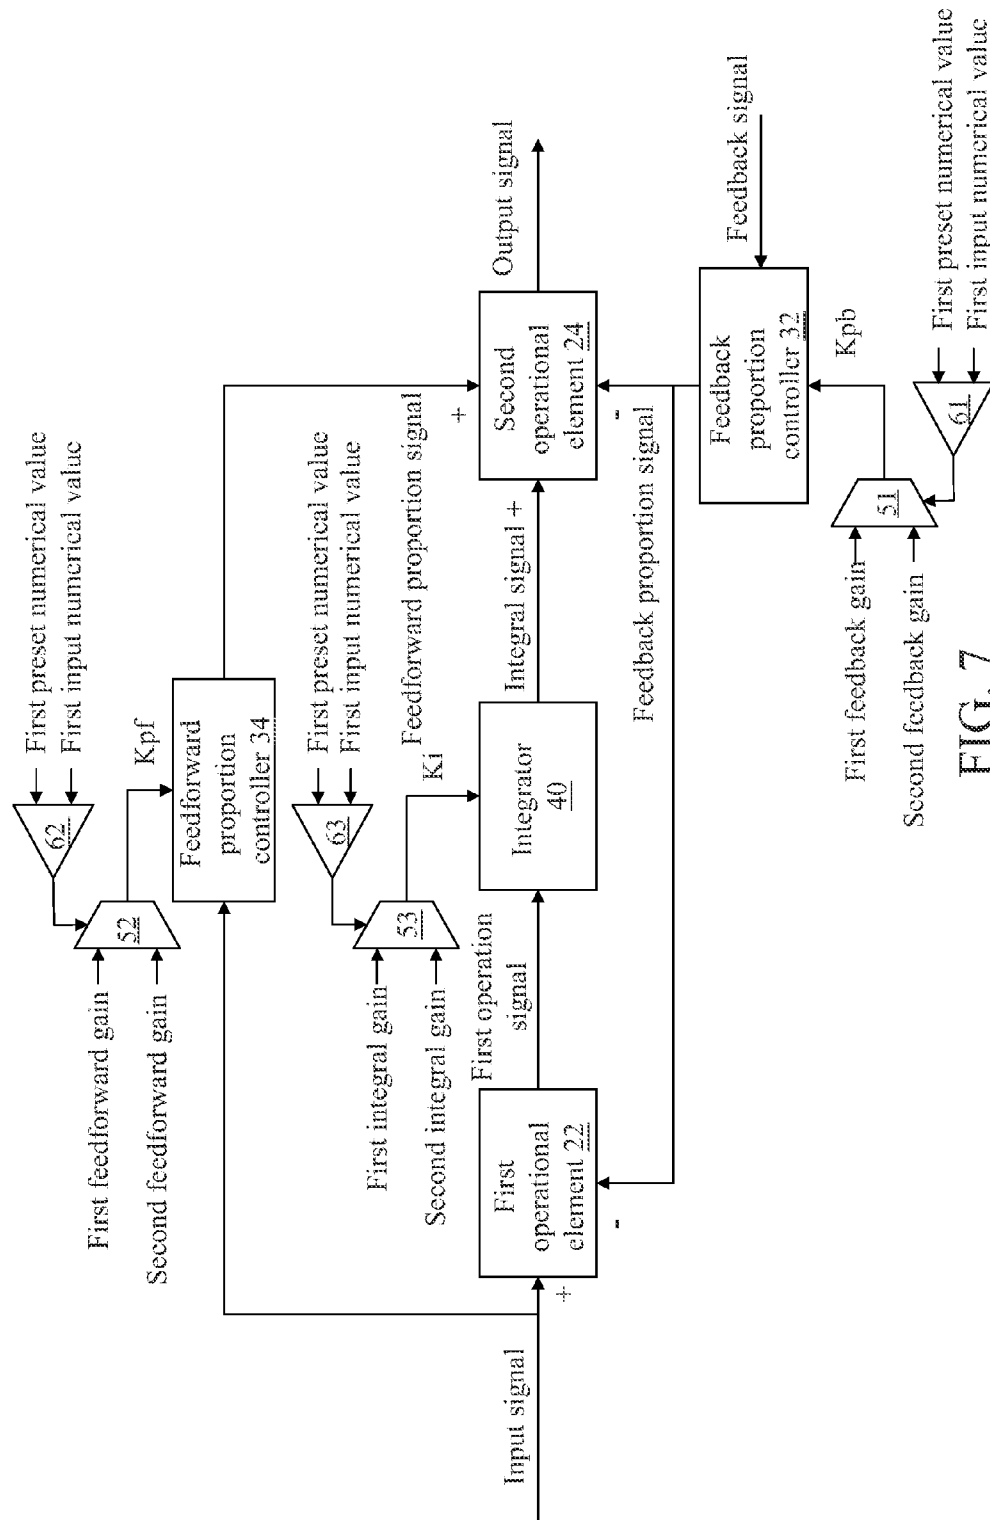 First preset numerical value
First input numerical value
62
First feedforward gain
Second feedforward gain
52
Kpf
Feedforward
proportion
controller 34
First preset numerical value
First input numerical value
63
First integral gain
Second integral gain
53
Ki
Feedforward proportion signal
Input signal
+
First
operational
element 22
-
First operation
signal
Integrator
40
Integral signal +
+
Second
operational
element 24
-
Output signal
Feedback proportion signal
Feedback
proportion
controller 32
Feedback signal
Kpb
First feedback gain
Second feedback gain
51
61
First preset numerical value
First input numerical value
FIG. 7